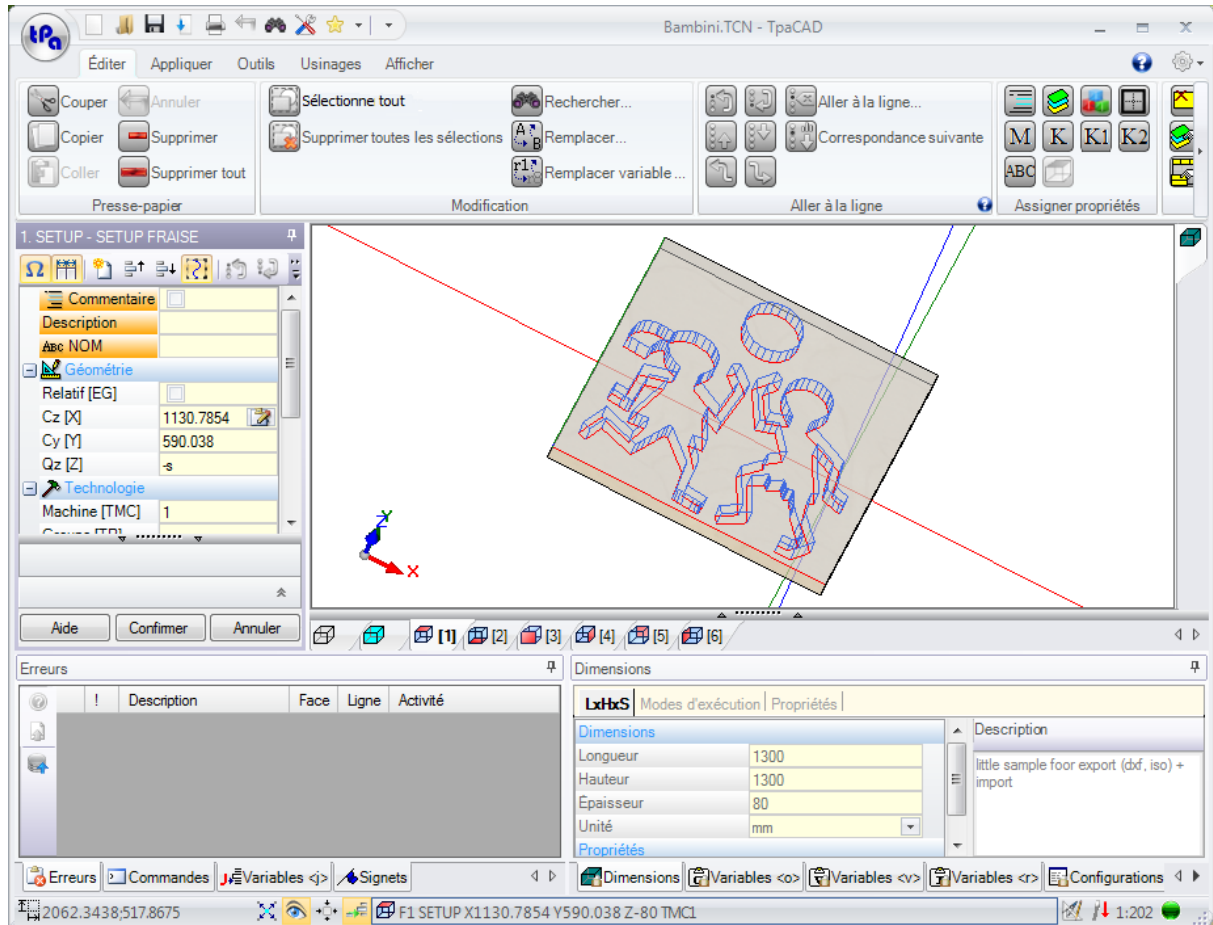 tPa
Bambini.TCN - TpaCAD
Éditer Appliquer Outils Usinages Afficher
Couper Annuler Sélectionne tout Rechercher... Aller à la ligne...
Copier Supprimer Supprimer toutes les sélections Remplacer... Correspondance suivante M K K1 K2
Coller Supprimer tout Remplacer variable ... ABC
Presse-papier Modification Aller à la ligne Assigner propriétés
1. SETUP - SETUP FRAISE
Commentaire
Description
ABC NOM
Géométrie
Relatif [EG]
Cz [X] 1130.7854
Cy [Y] 590.038
Qz [Z] -s
Technologie
Machine [TMC] 1
Z Y
X
Aide Confirmer Annuler
[1] [2] [3] [4] [5] [6]
Erreurs
! Description Face Ligne Activité
Dimensions
LxHxS Modes d'exécution Propriétés
Dimensions
Longueur 1300
Hauteur 1300
Épaisseur 80
Unité mm
Propriétés
Description
little sample foor export (dxf, iso) +
import
Erreurs Commandes Variables <j> Signets
Dimensions Variables <o> Variables <v> Variables <r> Configurations
2062.3438;517.8675 F1 SETUP X1130.7854 Y590.038 Z-80 TMC1 1:202